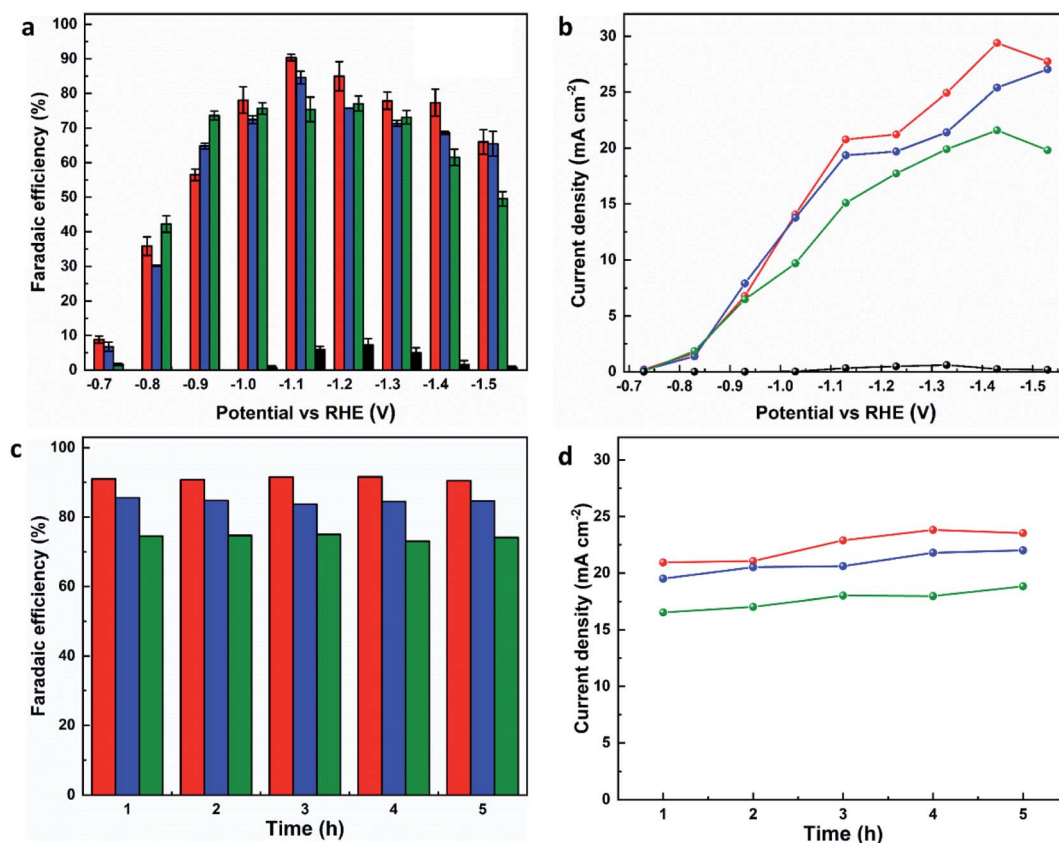 a
100
90
80
70
60
50
40
30
20
10
0
Faradaic efficiency (%)
-0.7 -0.8 -0.9 -1.0 -1.1 -1.2 -1.3 -1.4 -1.5
Potential vs RHE (V)
b
30
25
20
15
10
5
0
Current density (mA cm⁻²)
-0.7 -0.8 -0.9 -1.0 -1.1 -1.2 -1.3 -1.4 -1.5
Potential vs RHE (V)
c
100
80
60
40
20
0
Faradaic efficiency (%)
1 2 3 4 5
Time (h)
d
30
25
20
15
10
5
0
Current density (mA cm⁻²)
1 2 3 4 5
Time (h)